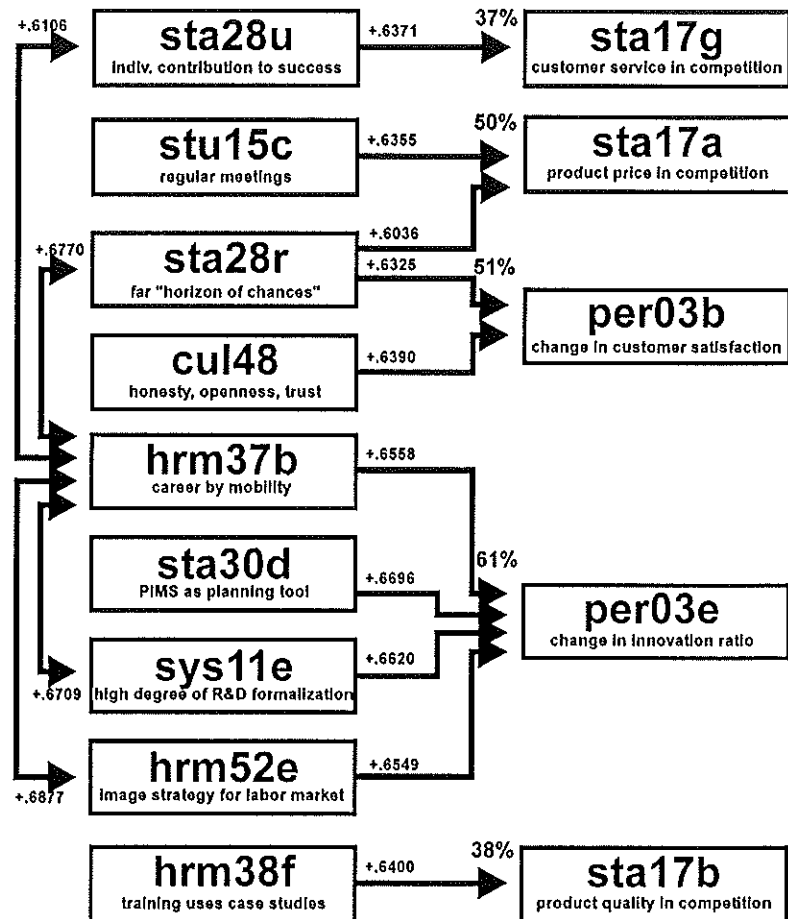 +.6106
sta28u
indiv. contribution to success
+.6371
37%
sta17g
customer service in competition
stu15c
regular meetings
+.6355
50%
sta17a
product price in competition
+.6770
sta28r
far "horizon of chances"
+.6036
+.6325
51%
per03b
change in customer satisfaction
cul48
honesty, openness, trust
+.6390
hrm37b
career by mobility
+.6558
sta30d
PIMS as planning tool
+.6696
61%
per03e
change in innovation ratio
sys11e
high degree of R&D formalization
+.6709
+.6620
hrm52e
image strategy for labor market
+.6877
+.6549
hrm38f
training uses case studies
+.6400
38%
sta17b
product quality in competition